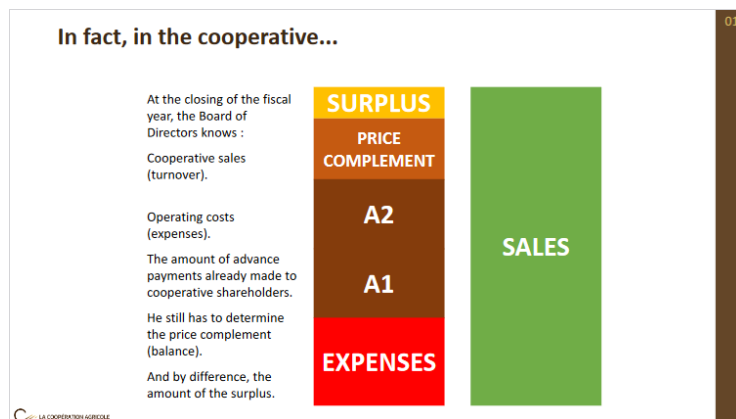 01
In fact, in the cooperative...
At the closing of the fiscal
year, the Board of
Directors knows :
Cooperative sales
(turnover).
Operating costs
(expenses).
The amount of advance
payments already made to
cooperative shareholders.
He still has to determine
the price complement
(balance).
And by difference, the
amount of the surplus.
SURPLUS
PRICE
COMPLEMENT
A2
A1
EXPENSES
SALES
LA COOPÉRATION AGRICOLE